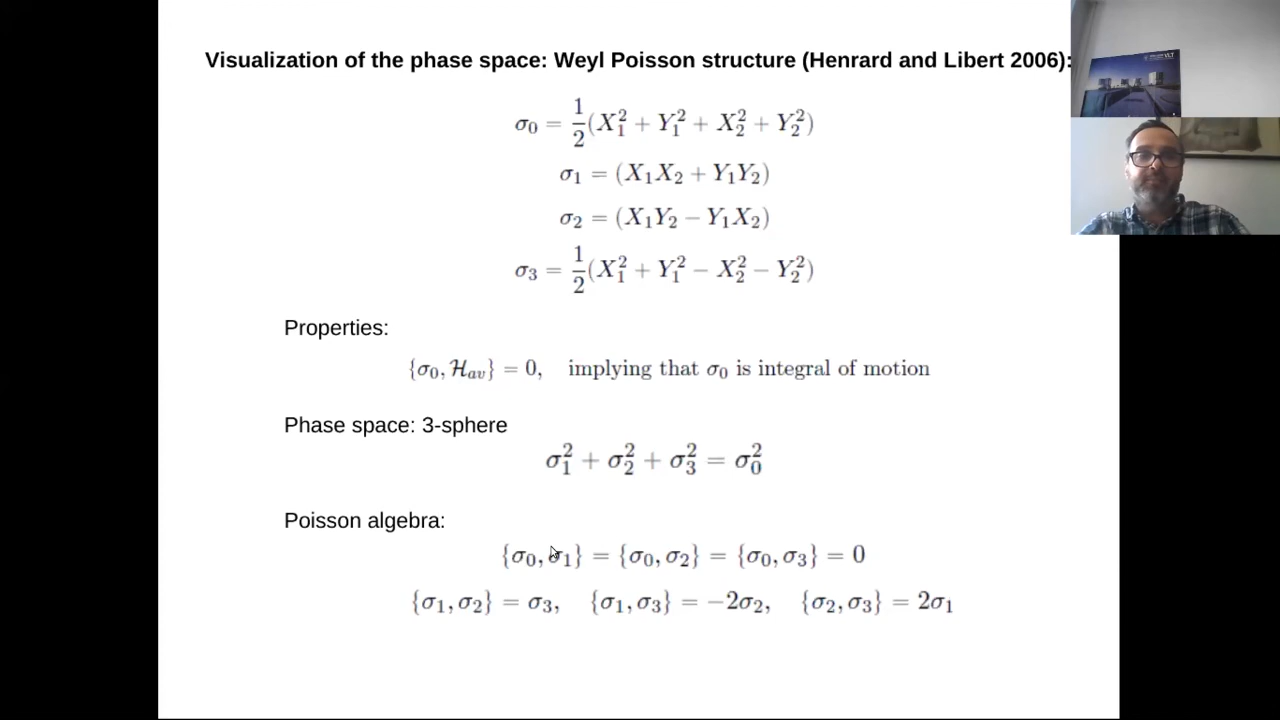 Visualization of the phase space: Weyl Poisson structure (Henrard and Libert 2006):
σ₀ = 1/2(X₁² + Y₁² + X₂² + Y₂²)
σ₁ = (X₁X₂ + Y₁Y₂)
σ₂ = (X₁Y₂ − Y₁X₂)
σ₃ = 1/2(X₁² + Y₁² − X₂² − Y₂²)
Properties:
{σ₀, ℋₐᵥ} = 0, implying that σ₀ is integral of motion
Phase space: 3-sphere
σ₁² + σ₂² + σ₃² = σ₀²
Poisson algebra:
{σ₀, σ₁} = {σ₀, σ₂} = {σ₀, σ₃} = 0
{σ₁, σ₂} = σ₃, {σ₁, σ₃} = −2σ₂, {σ₂, σ₃} = 2σ₁